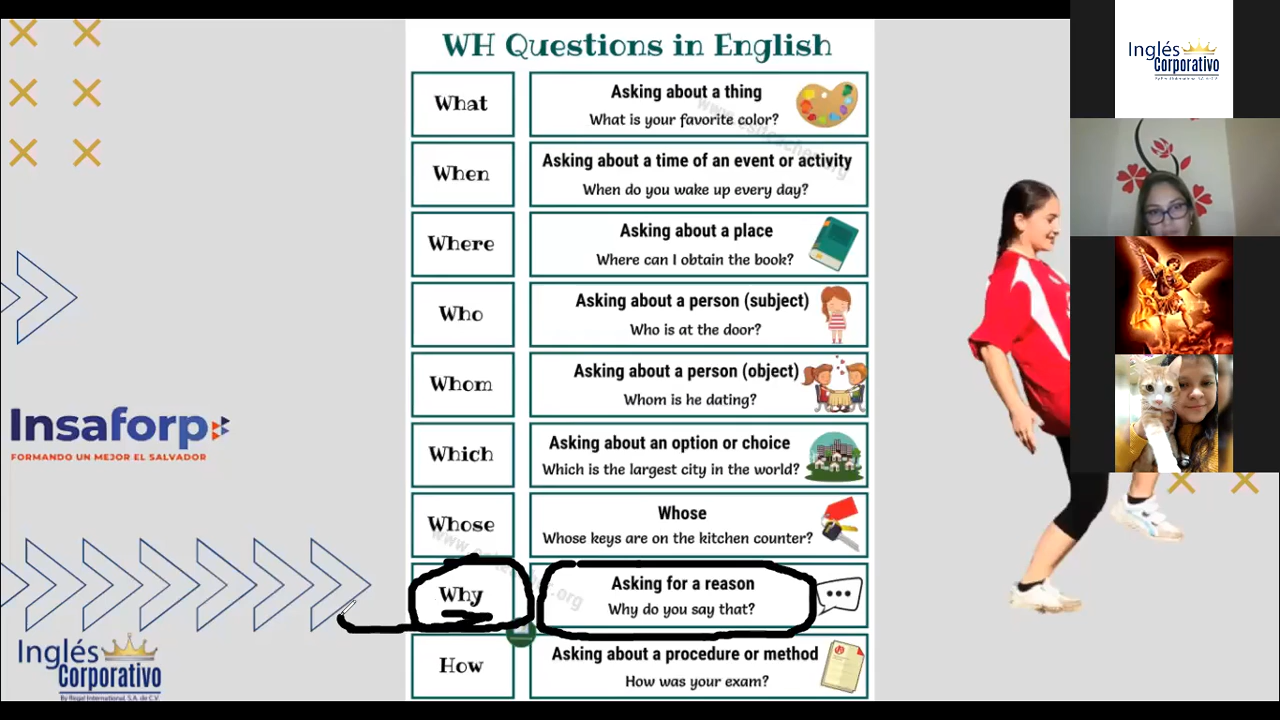 WH Questions in English
What
Asking about a thing
What is your favorite color?
When
Asking about a time of an event or activity
When do you wake up every day?
Where
Asking about a place
Where can I obtain the book?
Who
Asking about a person (subject)
Who is at the door?
Whom
Asking about a person (object)
Whom is he dating?
Which
Asking about an option or choice
Which is the largest city in the world?
Whose
Whose
Whose keys are on the kitchen counter?
Why
Asking for a reason
Why do you say that?
How
Asking about a procedure or method
How was your exam?
www.eslteacher.org
Insaforp
FORMANDO UN MEJOR EL SALVADOR
Inglés
Corporativo
By Regal International, S.A. de C.V.
Inglés
Corporativo